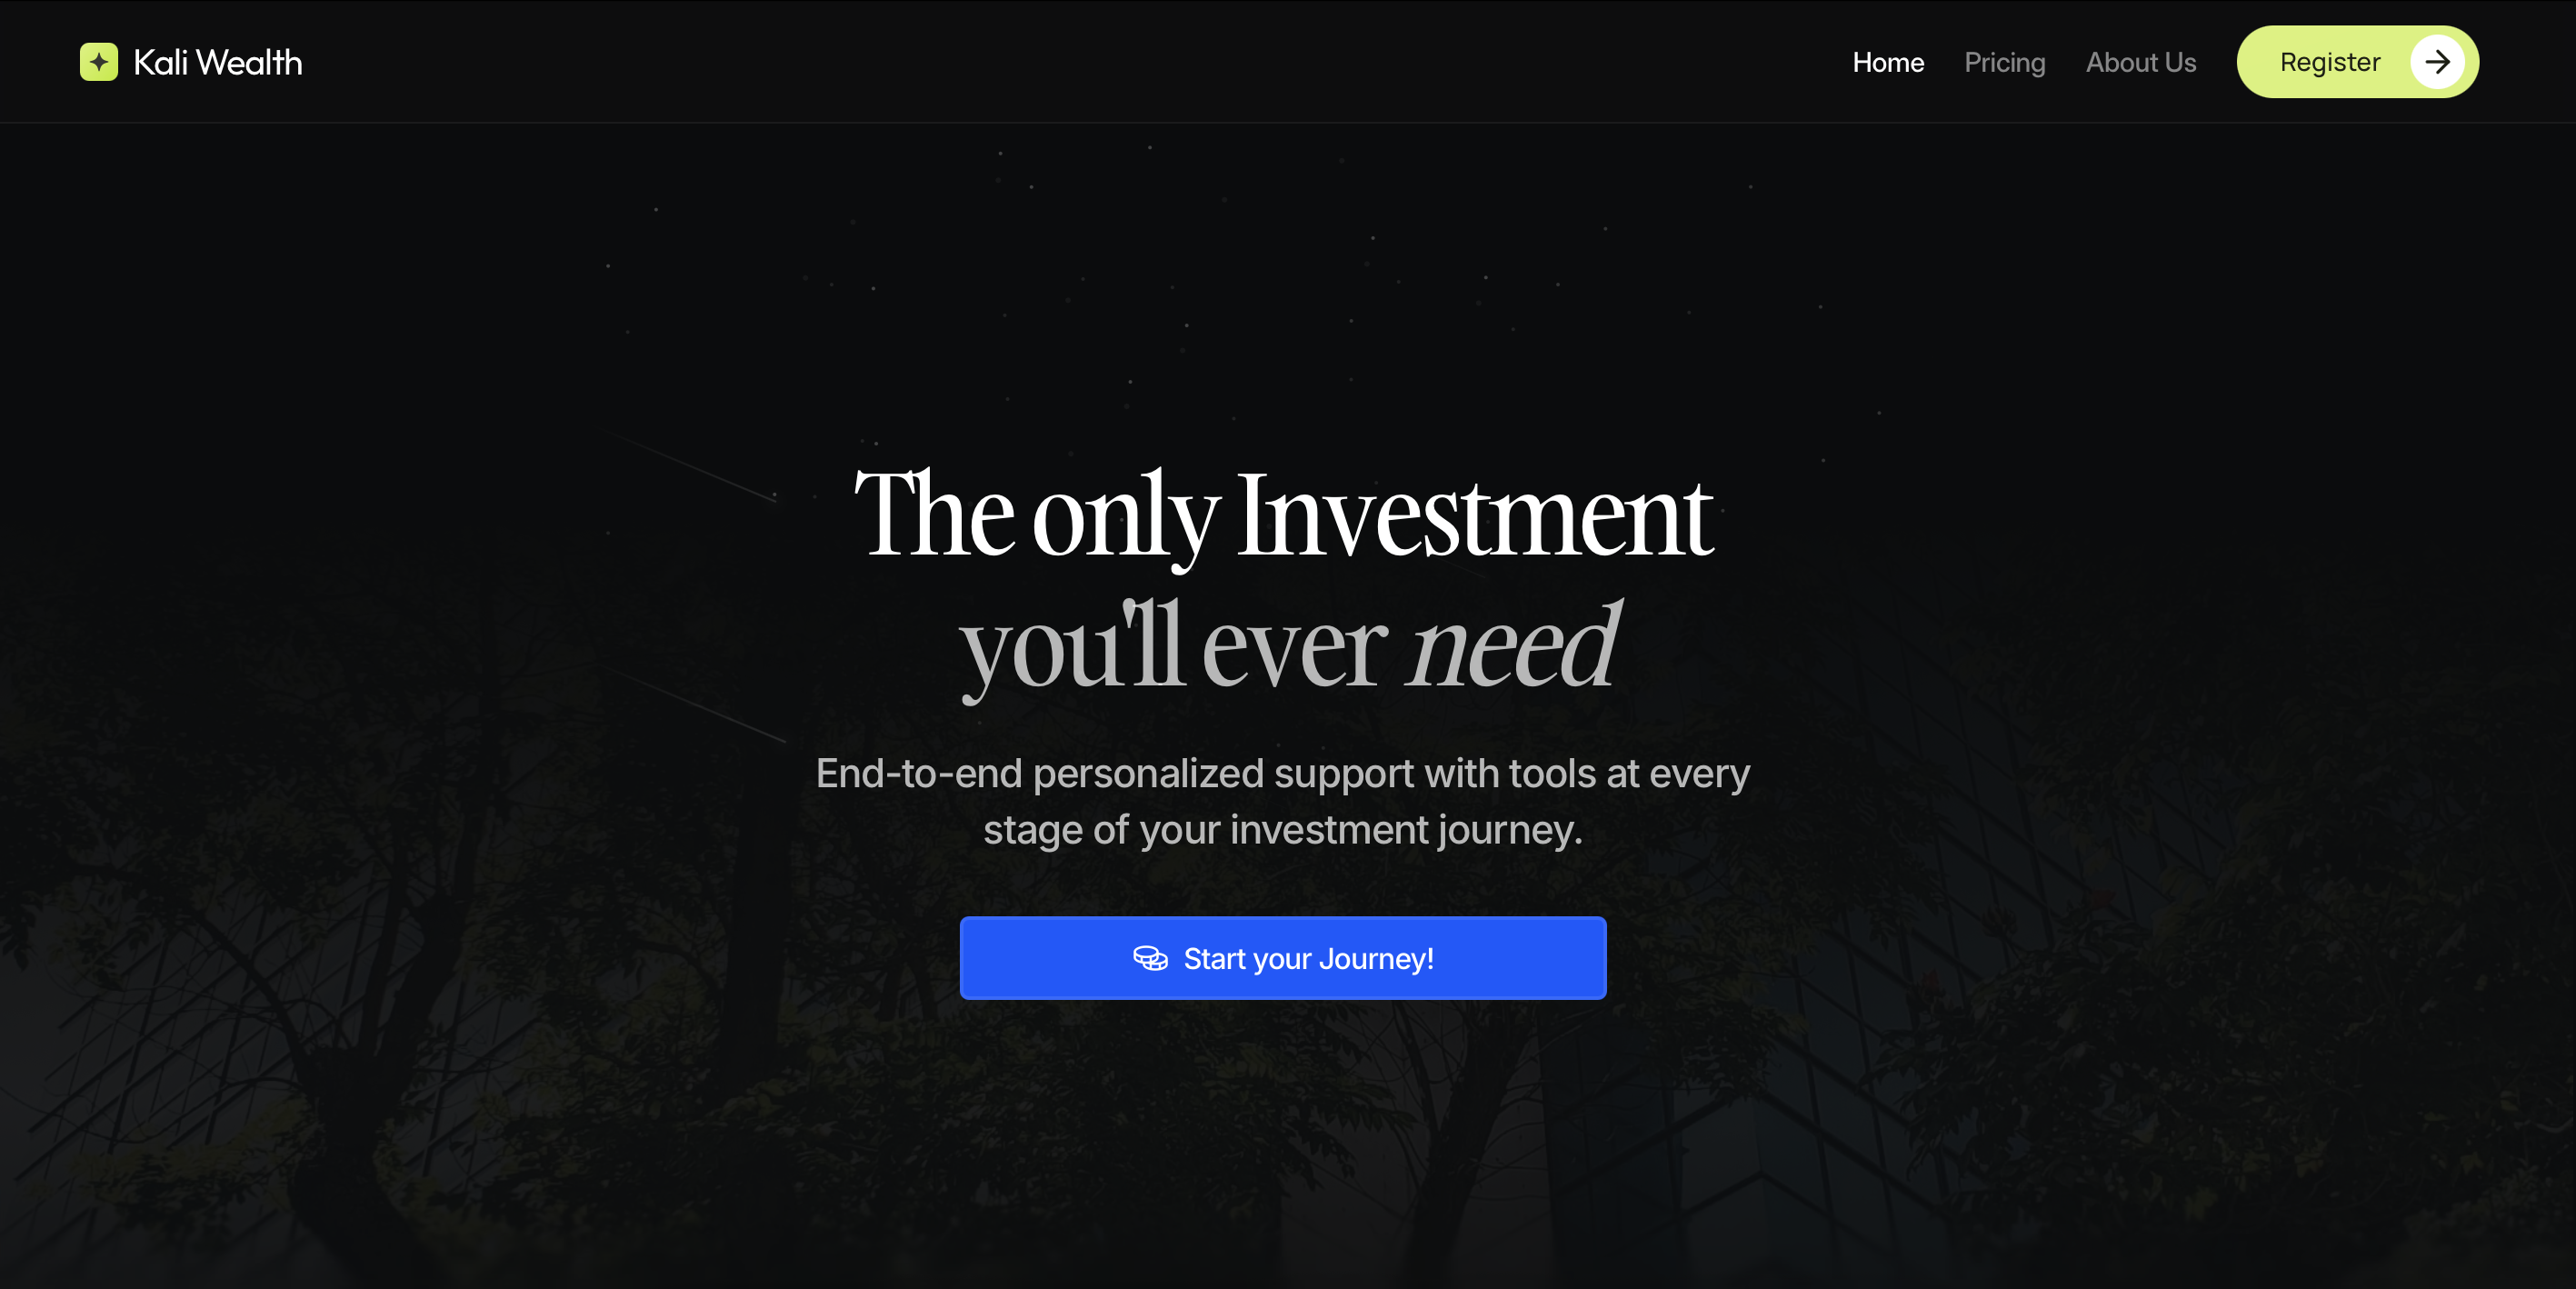 Kali Wealth
Home Pricing About Us Register
The only Investment
you'll ever need
End-to-end personalized support with tools at every
stage of your investment journey.
Start your Journey!